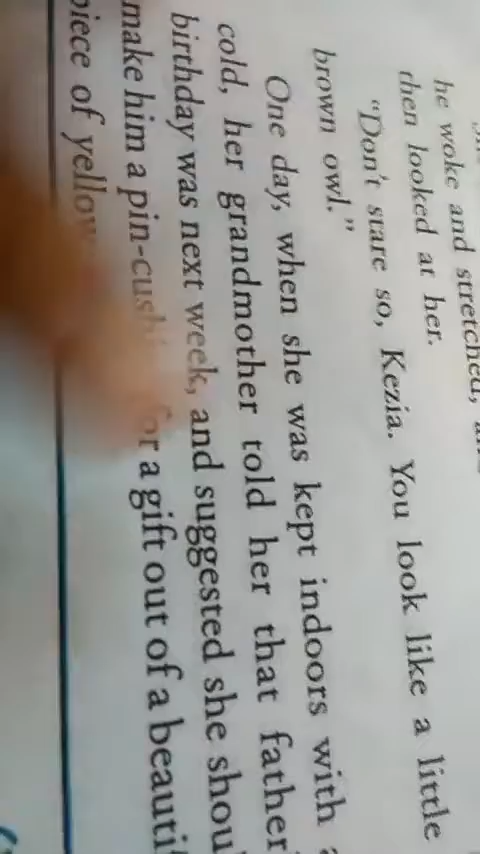 he woke and stretched,
then looked at her.
“Don't stare so, Kezia. You look like a little
brown owl.”
One day, when she was kept indoors with a
cold, her grandmother told her that father
birthday was next week, and suggested she shou
make him a pin-cush for a gift out of a beauti
piece of yellow